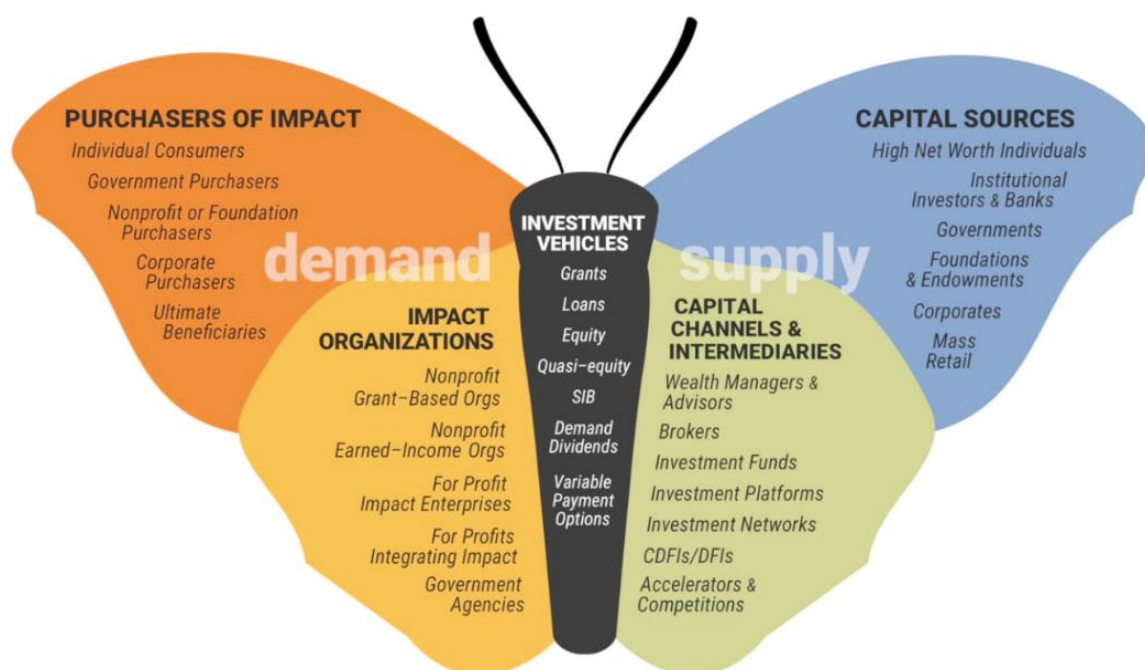 PURCHASERS OF IMPACT
Individual Consumers
Government Purchasers
Nonprofit or Foundation
Purchasers
Corporate
Purchasers
Ultimate
Beneficiaries
demand
IMPACT
ORGANIZATIONS
Nonprofit
Grant–Based Orgs
Nonprofit
Earned–Income Orgs
For Profit
Impact Enterprises
For Profits
Integrating Impact
Government
Agencies
INVESTMENT
VEHICLES
Grants
Loans
Equity
Quasi–equity
SIB
Demand
Dividends
Variable
Payment
Options
supply
CAPITAL
CHANNELS &
INTERMEDIARIES
Wealth Managers &
Advisors
Brokers
Investment Funds
Investment Platforms
Investment Networks
CDFIs/DFIs
Accelerators &
Competitions
CAPITAL SOURCES
High Net Worth Individuals
Institutional
Investors & Banks
Governments
Foundations
& Endowments
Corporates
Mass
Retail